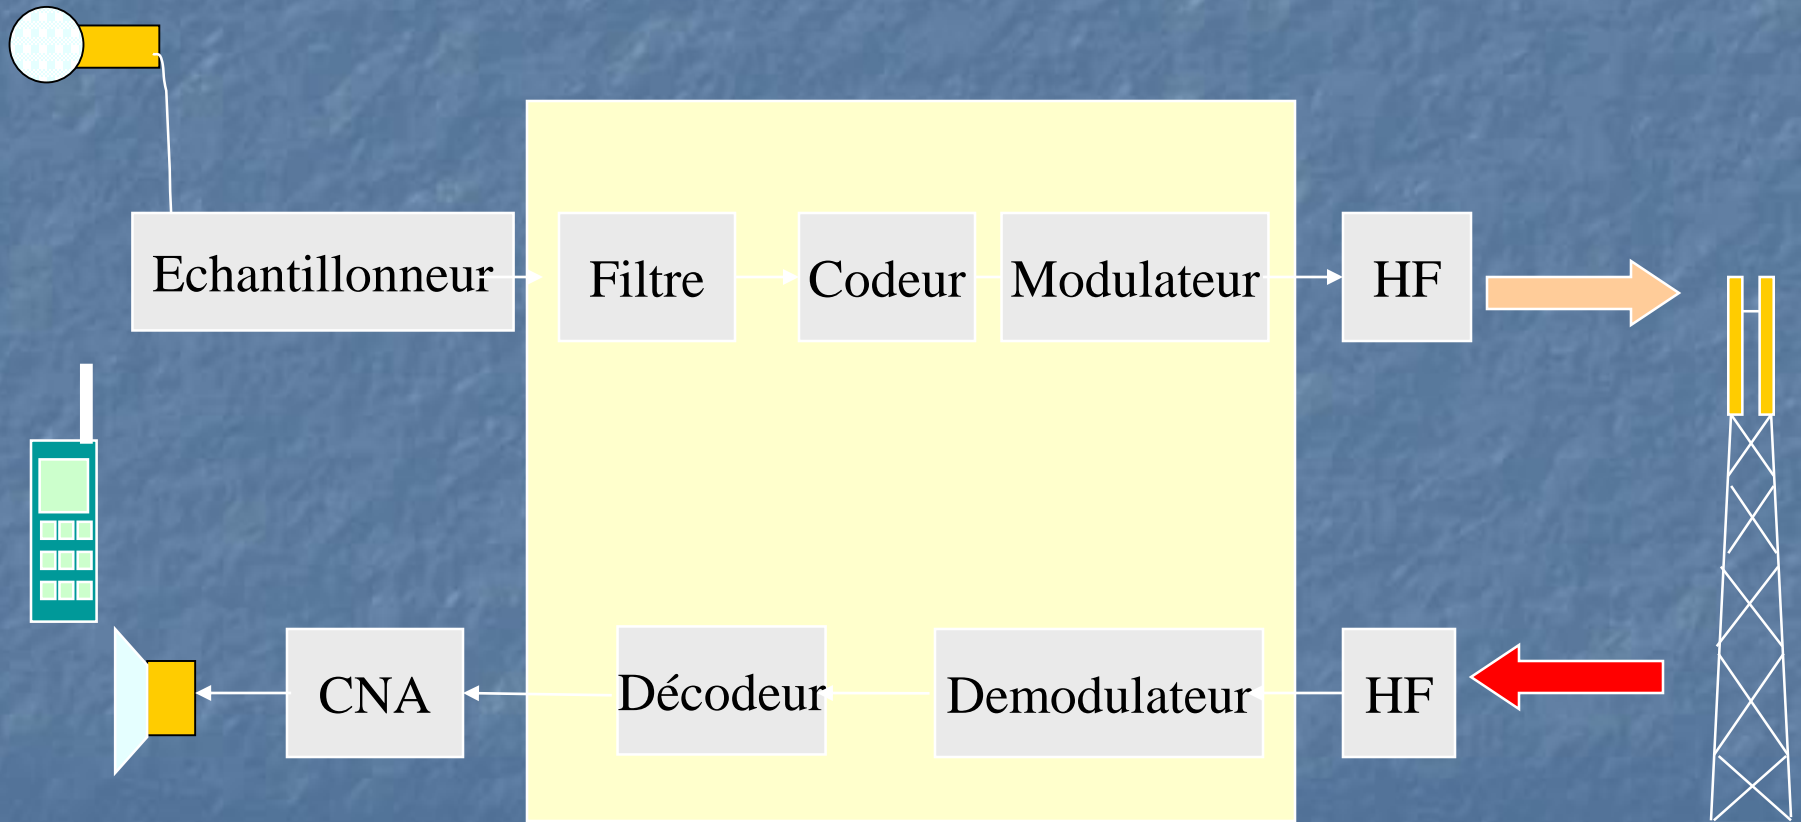 Echantillonneur
Filtre
Codeur
Modulateur
HF
CNA
Décodeur
Demodulateur
HF